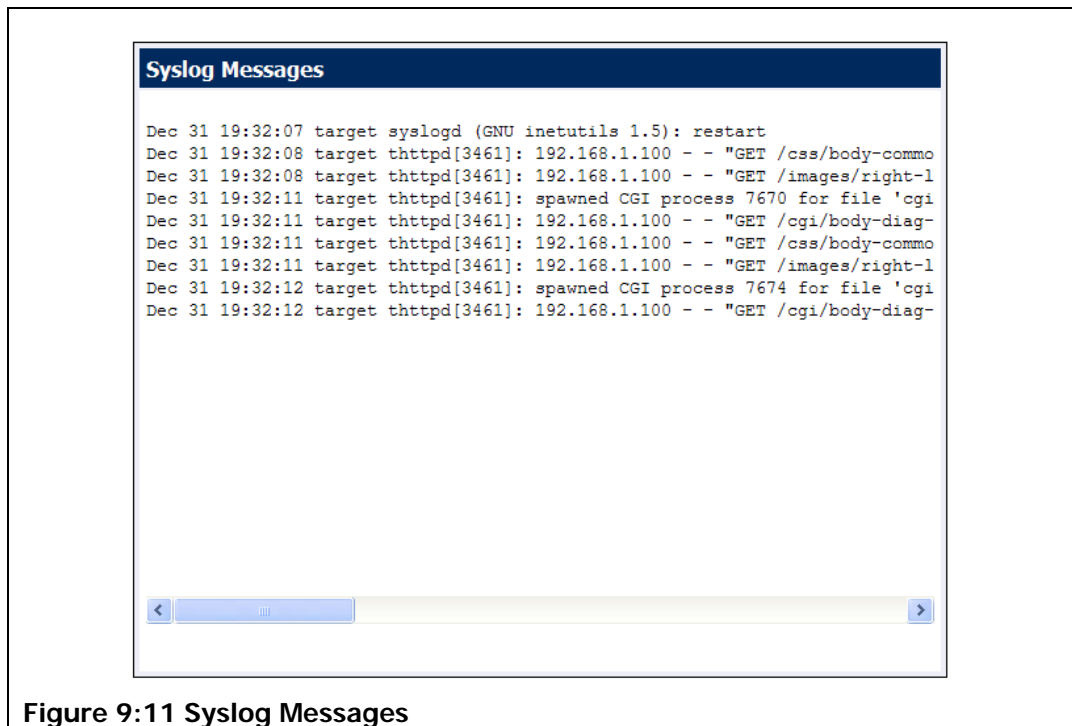 Syslog Messages
Dec 31 19:32:07 target syslogd (GNU inetutils 1.5): restart
Dec 31 19:32:08 target thttpd[3461]: 192.168.1.100 - - "GET /css/body-commo
Dec 31 19:32:08 target thttpd[3461]: 192.168.1.100 - - "GET /images/right-l
Dec 31 19:32:11 target thttpd[3461]: spawned CGI process 7670 for file 'cgi
Dec 31 19:32:11 target thttpd[3461]: 192.168.1.100 - - "GET /cgi/body-diag-
Dec 31 19:32:11 target thttpd[3461]: 192.168.1.100 - - "GET /css/body-commo
Dec 31 19:32:11 target thttpd[3461]: 192.168.1.100 - - "GET /images/right-l
Dec 31 19:32:12 target thttpd[3461]: spawned CGI process 7674 for file 'cgi
Dec 31 19:32:12 target thttpd[3461]: 192.168.1.100 - - "GET /cgi/body-diag-
Figure 9:11 Syslog Messages